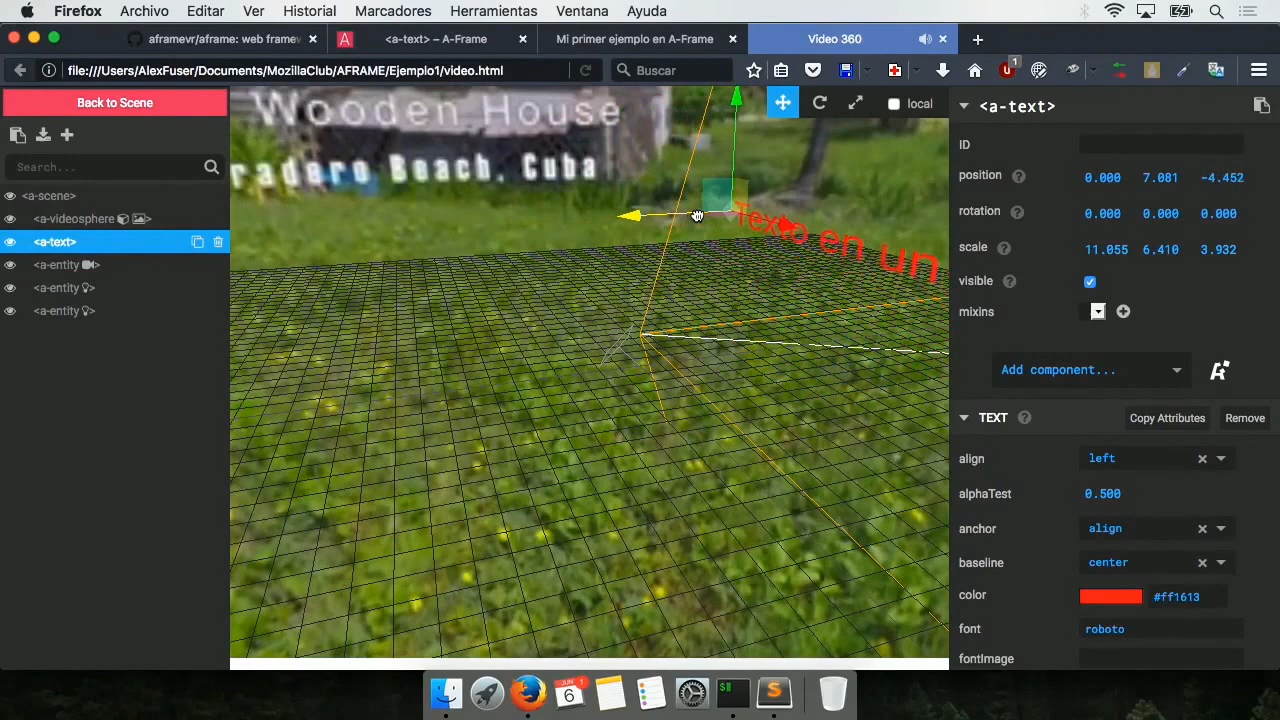 Firefox Archivo Editar Ver Historial Marcadores Herramientas Ventana Ayuda
aframevr/aframe: web framew
<a-text> – A-Frame
Mi primer ejemplo en A-Frame
Video 360
file:///Users/AlexFuser/Documents/MozillaClub/AFRAME/Ejemplo1/video.html
Buscar
1
Back to Scene
Search...
<a-scene>
<a-videosphere >
<a-text>
<a-entity >
<a-entity >
<a-entity >
Wooden House
radero Beach, Cuba
Texto en un
local
<a-text>
ID
position 0.000 7.081 -4.452
rotation 0.000 0.000 0.000
scale 11.055 6.410 3.932
visible
mixins
Add component...
TEXT Copy Attributes Remove
align left
alphaTest 0.500
anchor align
baseline center
color #ff1613
font roboto
fontImage
JUN 1
6
$
S